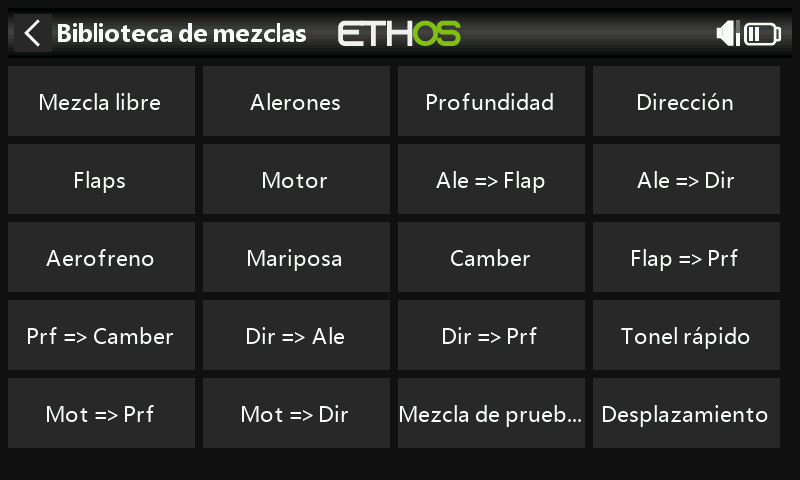 Biblioteca de mezclas ETHOS
Mezcla libre Alerones Profundidad Dirección
Flaps Motor Ale => Flap Ale => Dir
Aerofreno Mariposa Camber Flap => Prf
Prf => Camber Dir => Ale Dir => Prf Tonel rápido
Mot => Prf Mot => Dir Mezcla de prueb... Desplazamiento